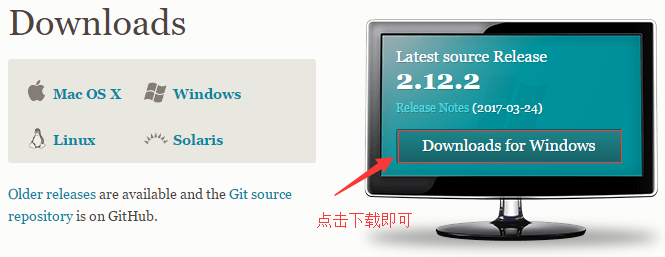 Downloads
Mac OS X
Windows
Linux
Solaris
Older releases are available and the Git source
repository is on GitHub.
Latest source Release
2.12.2
Release Notes (2017-03-24)
Downloads for Windows
点击下载即可